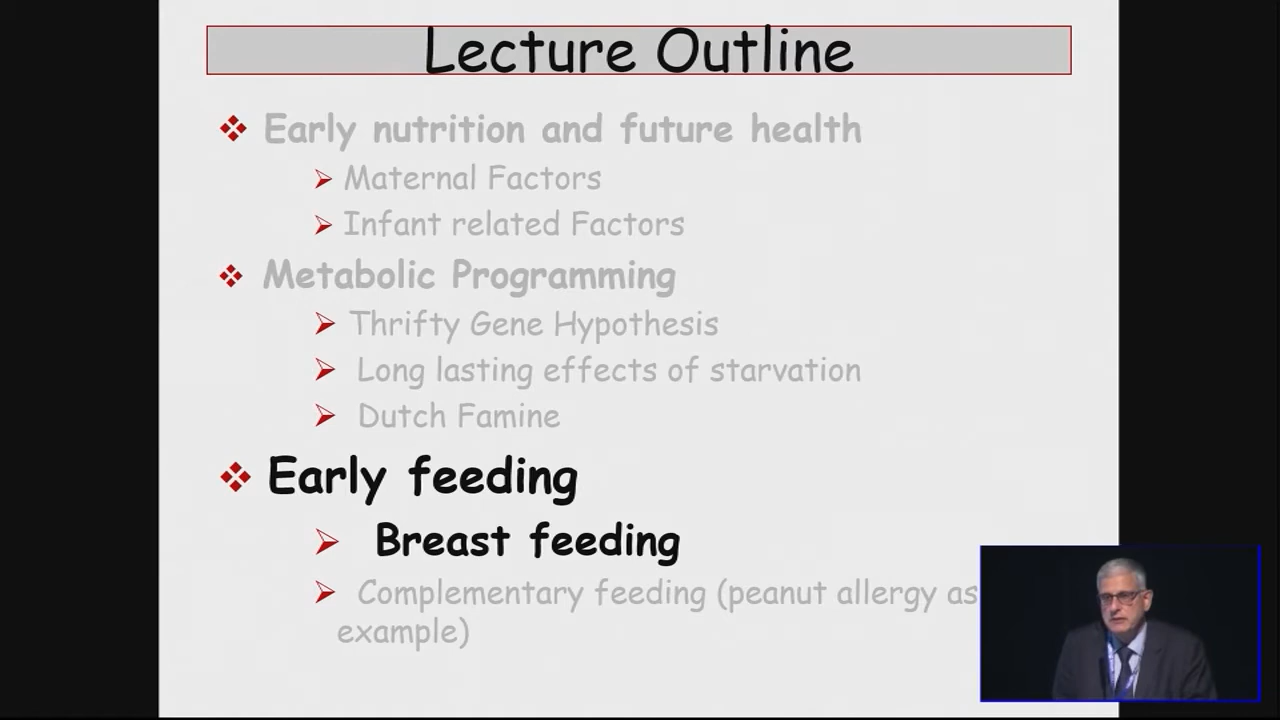 Lecture Outline
Early nutrition and future health
Maternal Factors
Infant related Factors
Metabolic Programming
Thrifty Gene Hypothesis
Long lasting effects of starvation
Dutch Famine
Early feeding
Breast feeding
Complementary feeding (peanut allergy as
example)